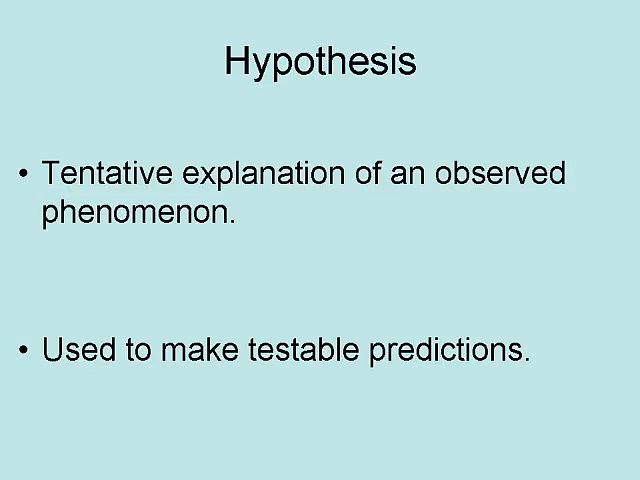 Hypothesis
• Tentative explanation of an observed
phenomenon.
• Used to make testable predictions.